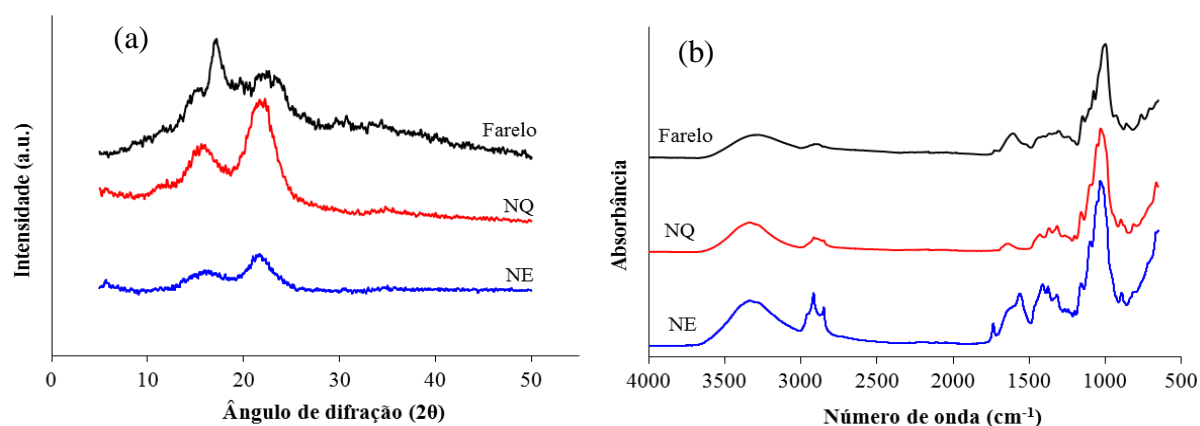 (a)
Farelo
NQ
NE
Intensidade (a.u.)
0 10 20 30 40 50
Ângulo de difração (2θ)
(b)
Farelo
NQ
NE
Absorbância
4000 3500 3000 2500 2000 1500 1000 500
Número de onda (cm⁻¹)